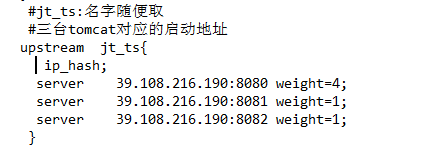 #jt_ts:名字随便取
#三台tomcat对应的启动地址
upstream  jt_ts{
ip_hash;
server    39.108.216.190:8080 weight=4;
server    39.108.216.190:8081 weight=1;
server    39.108.216.190:8082 weight=1;
}